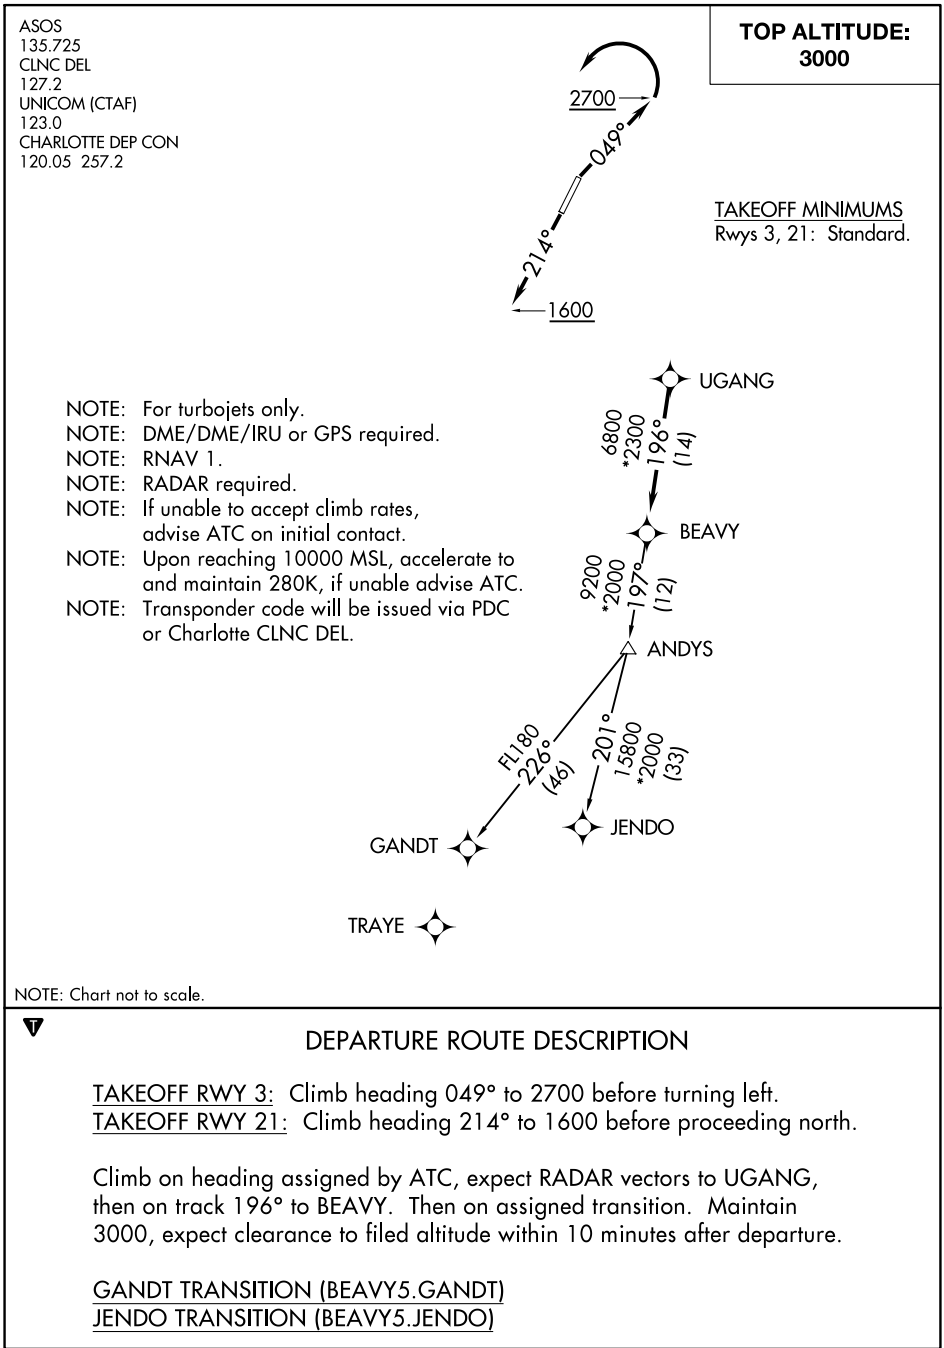 ASOS
135.725
CLNC DEL
127.2
UNICOM (CTAF)
123.0
CHARLOTTE DEP CON
120.05 257.2
TOP ALTITUDE:
3000
2700
049°
214°
1600
TAKEOFF MINIMUMS
Rwys 3, 21: Standard.
NOTE: For turbojets only.
NOTE: DME/DME/IRU or GPS required.
NOTE: RNAV 1.
NOTE: RADAR required.
NOTE: If unable to accept climb rates,
advise ATC on initial contact.
NOTE: Upon reaching 10000 MSL, accelerate to
and maintain 280K, if unable advise ATC.
NOTE: Transponder code will be issued via PDC
or Charlotte CLNC DEL.
UGANG
6800
*2300
196°
(14)
BEAVY
9200
*2000
197°
(12)
ANDYS
FL180
226°
(46)
201°
15800
*2000
(33)
GANDT
JENDO
TRAYE
NOTE: Chart not to scale.
T
DEPARTURE ROUTE DESCRIPTION
TAKEOFF RWY 3: Climb heading 049° to 2700 before turning left.
TAKEOFF RWY 21: Climb heading 214° to 1600 before proceeding north.
Climb on heading assigned by ATC, expect RADAR vectors to UGANG,
then on track 196° to BEAVY. Then on assigned transition. Maintain
3000, expect clearance to filed altitude within 10 minutes after departure.
GANDT TRANSITION (BEAVY5.GANDT)
JENDO TRANSITION (BEAVY5.JENDO)